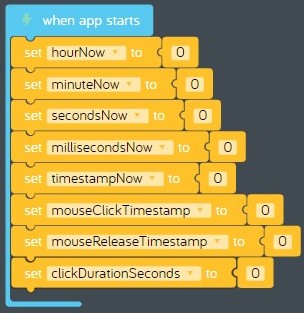 when app starts
set hourNow to 0
set minuteNow to 0
set secondsNow to 0
set millisecondsNow to 0
set timestampNow to 0
set mouseClickTimestamp to 0
set mouseReleaseTimestamp to 0
set clickDurationSeconds to 0